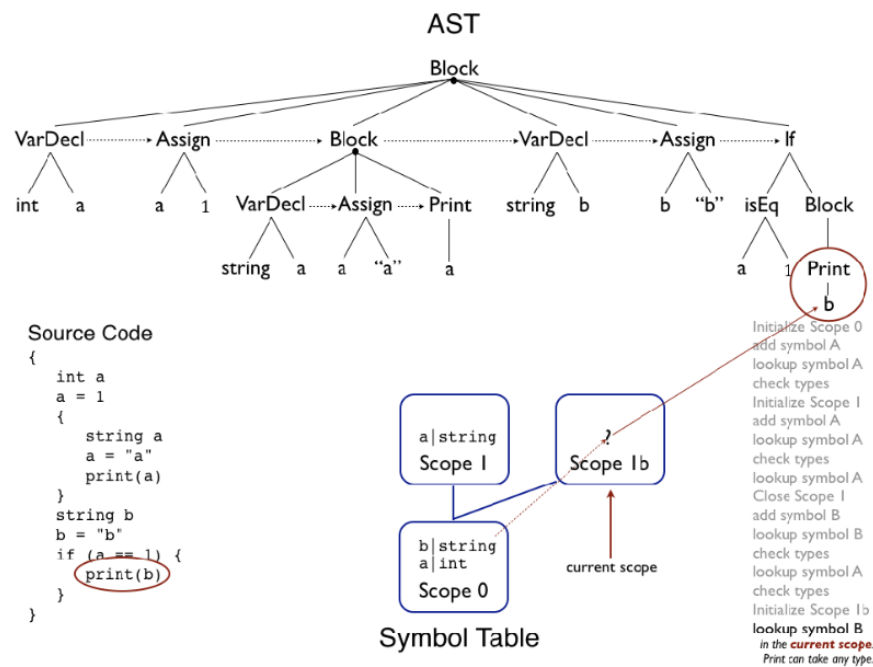 AST
Block
VarDecl Assign Block VarDecl Assign If
int a a 1 VarDecl Assign Print string b b “b” isEq Block
string a a “a” a a 1 Print
b
Source Code
{
int a
a = 1
{
string a
a = "a"
print(a)
}
string b
b = "b"
if (a == 1) {
print(b)
}
}
a|string
Scope 1
?
Scope 1b
b|string
a|int
Scope 0
current scope
Symbol Table
Initialize Scope 0
add symbol A
lookup symbol A
check types
Initialize Scope 1
add symbol A
lookup symbol A
check types
lookup symbol A
Close Scope 1
add symbol B
lookup symbol B
check types
lookup symbol A
check types
Initialize Scope 1b
lookup symbol B
in the current scope.
Print can take any type.